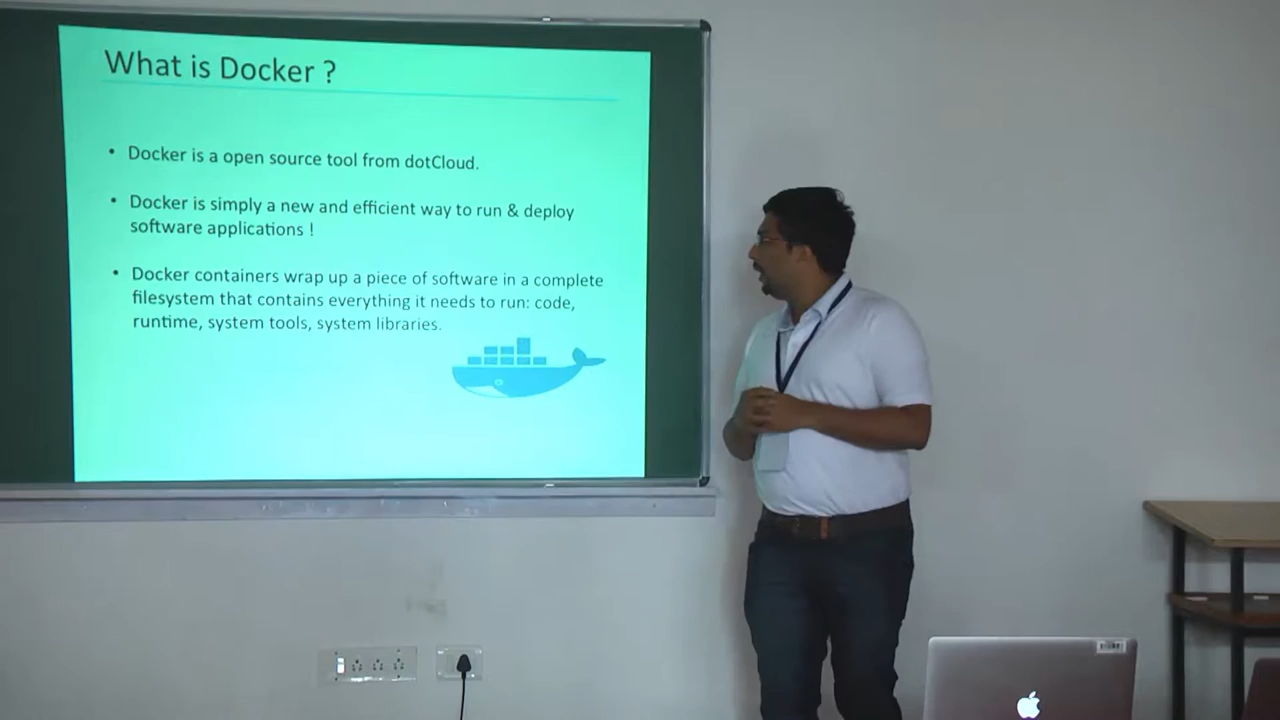 What is Docker ?
• Docker is a open source tool from dotCloud.
• Docker is simply a new and efficient way to run & deploy
software applications !
• Docker containers wrap up a piece of software in a complete
filesystem that contains everything it needs to run: code,
runtime, system tools, system libraries.